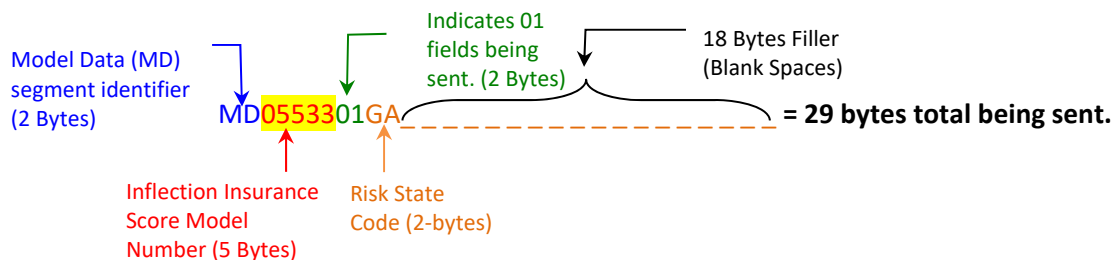 Indicates 01
fields being
sent. (2 Bytes)
18 Bytes Filler
(Blank Spaces)
Model Data (MD)
segment identifier
(2 Bytes)
MD0553301GA_ _ _ _ _ _ _ _ _ _ _ _ _ _ _ _ _ _ = 29 bytes total being sent.
Inflection Insurance
Score Model
Number (5 Bytes)
Risk State
Code (2-bytes)